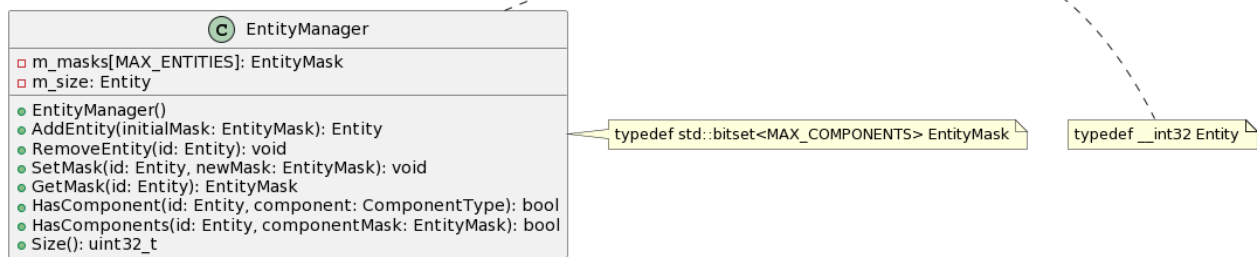 C EntityManager
m_masks[MAX_ENTITIES]: EntityMask
m_size: Entity
EntityManager()
AddEntity(initialMask: EntityMask): Entity
RemoveEntity(id: Entity): void
SetMask(id: Entity, newMask: EntityMask): void
GetMask(id: Entity): EntityMask
HasComponent(id: Entity, component: ComponentType): bool
HasComponents(id: Entity, componentMask: EntityMask): bool
Size(): uint32_t
typedef std::bitset<MAX_COMPONENTS> EntityMask
typedef __int32 Entity